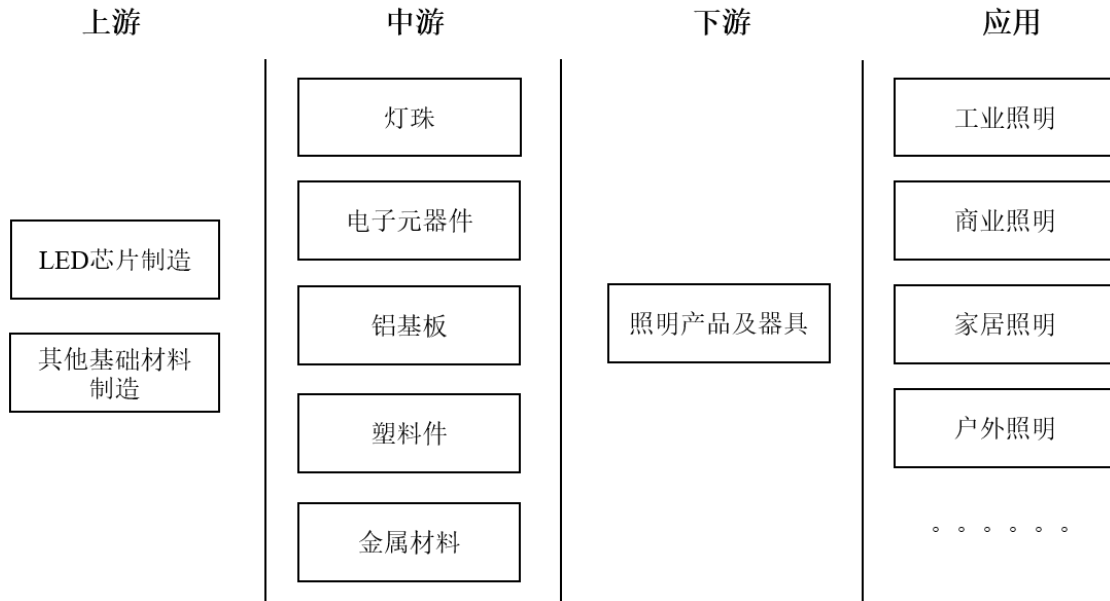 上游
中游
下游
应用
LED芯片制造
其他基础材料
制造
灯珠
电子元器件
铝基板
塑料件
金属材料
照明产品及器具
工业照明
商业照明
家居照明
户外照明
。。。。。。